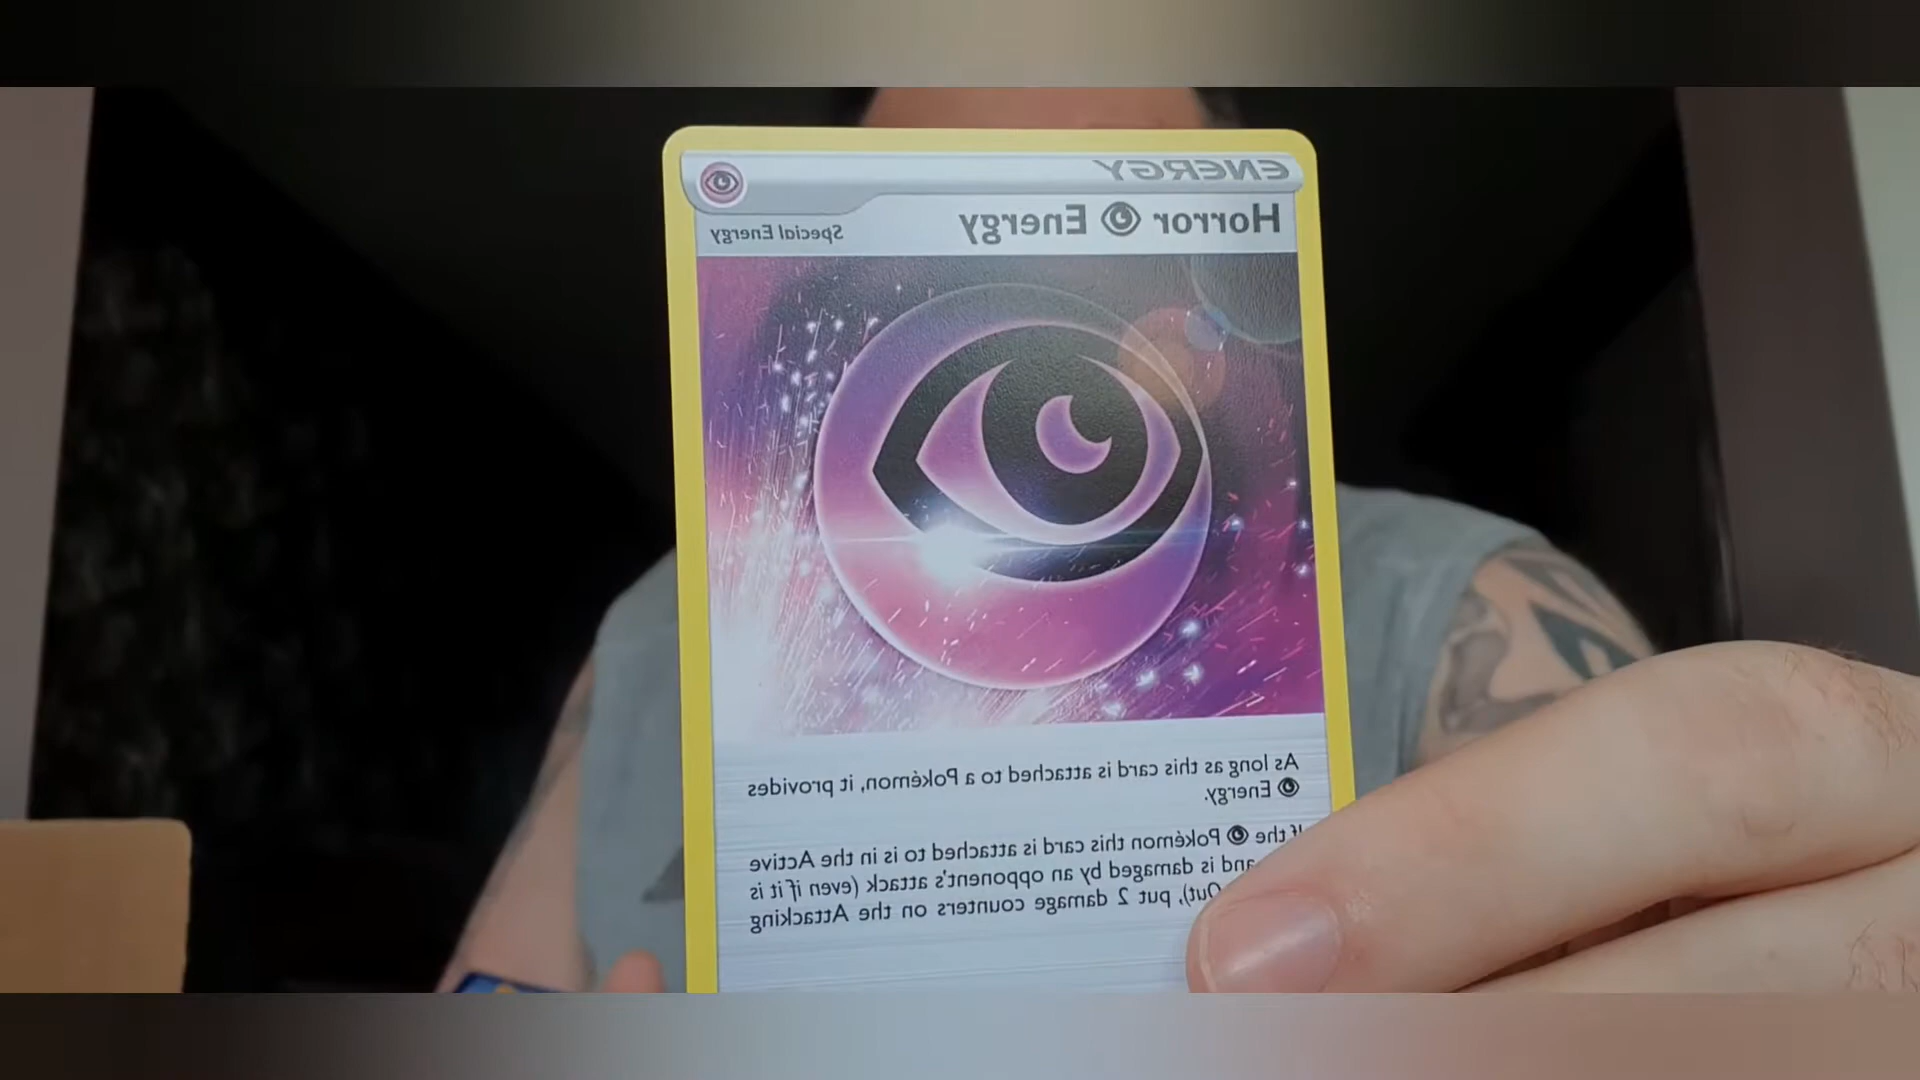 ENERGY
Horror Energy
Special Energy
As long as this card is attached to a Pokémon, it provides
Energy.
If the Pokémon this card is attached to is in the Active
and is damaged by an opponent's attack (even if it is
Out), put 2 damage counters on the Attacking